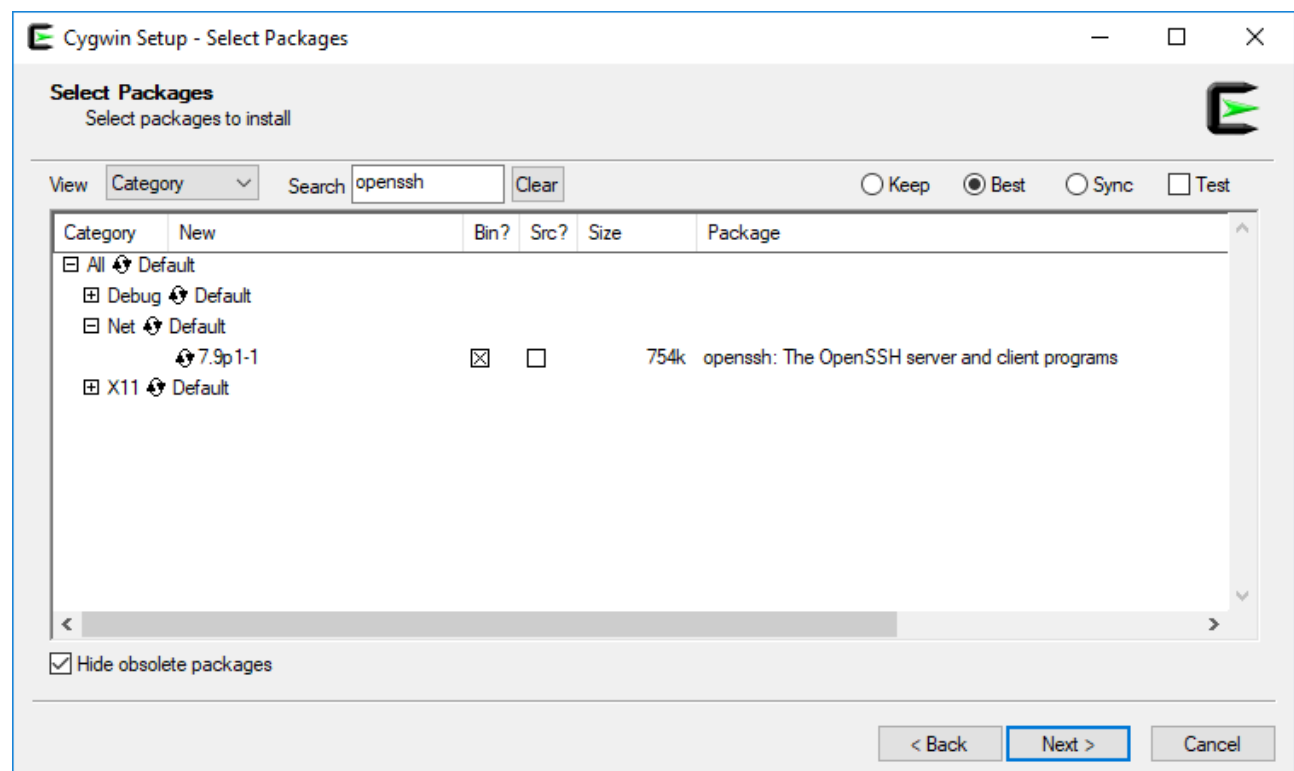 Cygwin Setup - Select Packages
Select Packages
Select packages to install
View Category Search openssh Clear Keep Best Sync Test
Category New Bin? Src? Size Package
All Default
Debug Default
Net Default
7.9p1-1 754k openssh: The OpenSSH server and client programs
X11 Default
Hide obsolete packages
< Back Next > Cancel